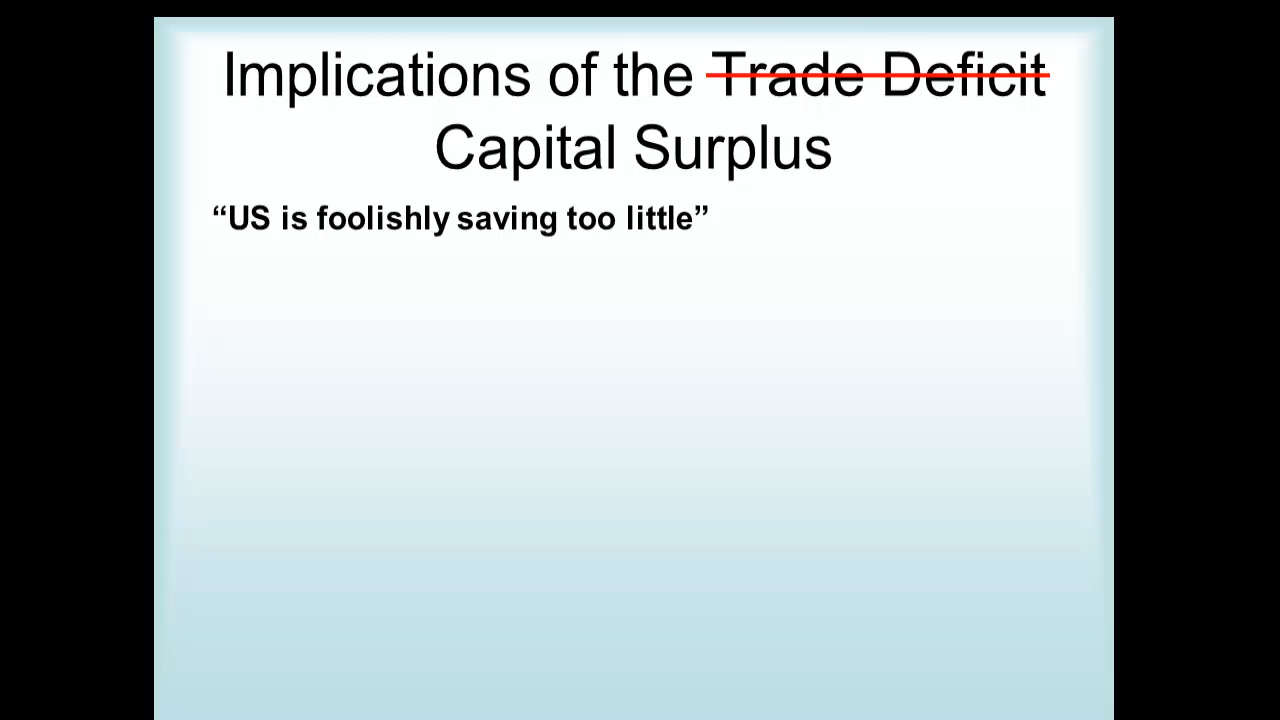 Implications of the Trade Deficit
Capital Surplus
“US is foolishly saving too little”